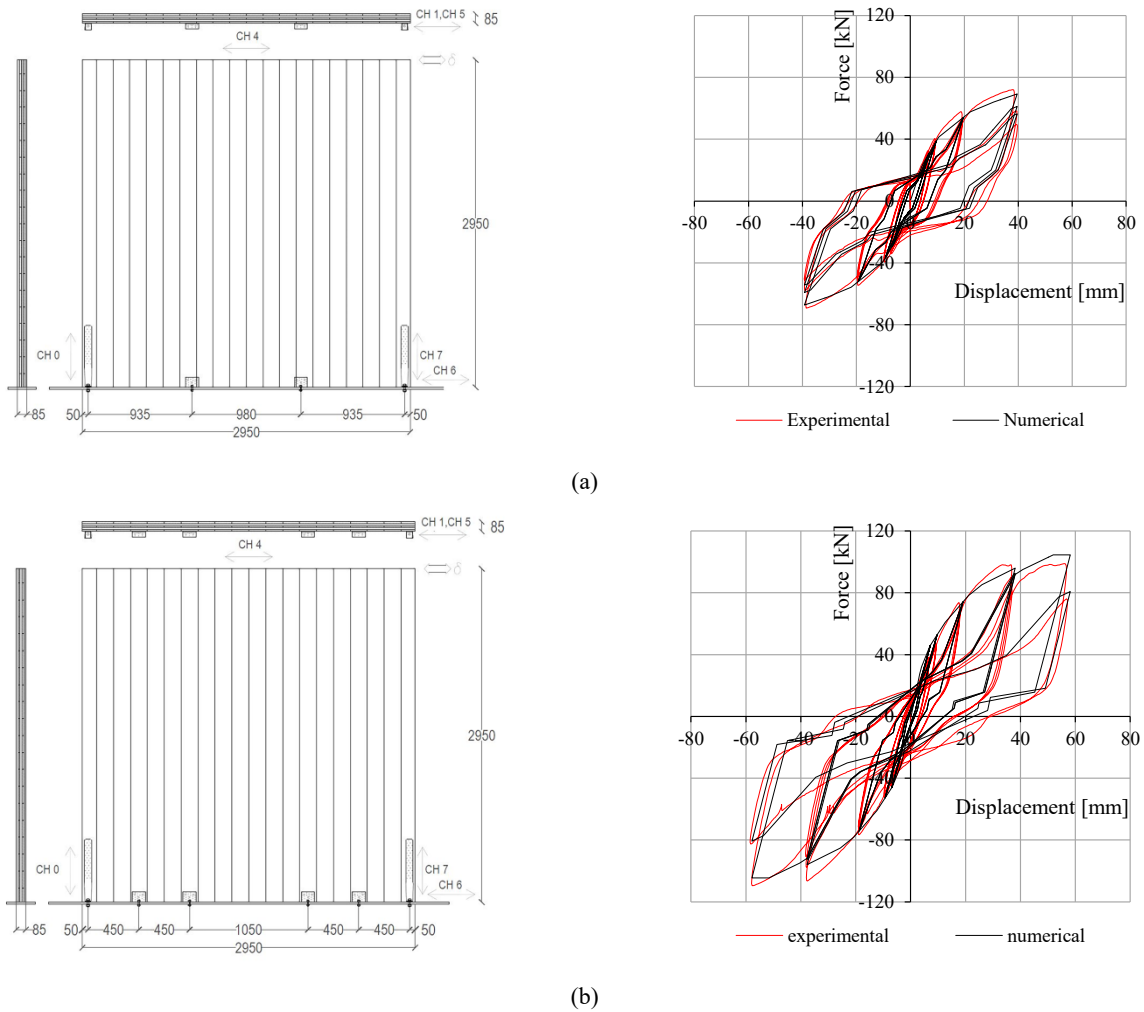 CH 1,CH 5
85
CH 4
δ
2950
CH 0
CH 7
CH 6
85
50
935
980
935
50
2950
Force [kN]
120
80
40
0
-80
-60
-40
-20
0
20
40
60
80
-40
Displacement [mm]
-80
-120
Experimental
Numerical
(a)
CH 1,CH 5
85
CH 4
δ
2950
CH 0
CH 7
CH 6
85
50
450
450
1050
450
450
50
2950
Force [kN]
120
80
40
0
-80
-60
-40
-20
0
20
40
60
80
-40
Displacement [mm]
-80
-120
experimental
numerical
(b)